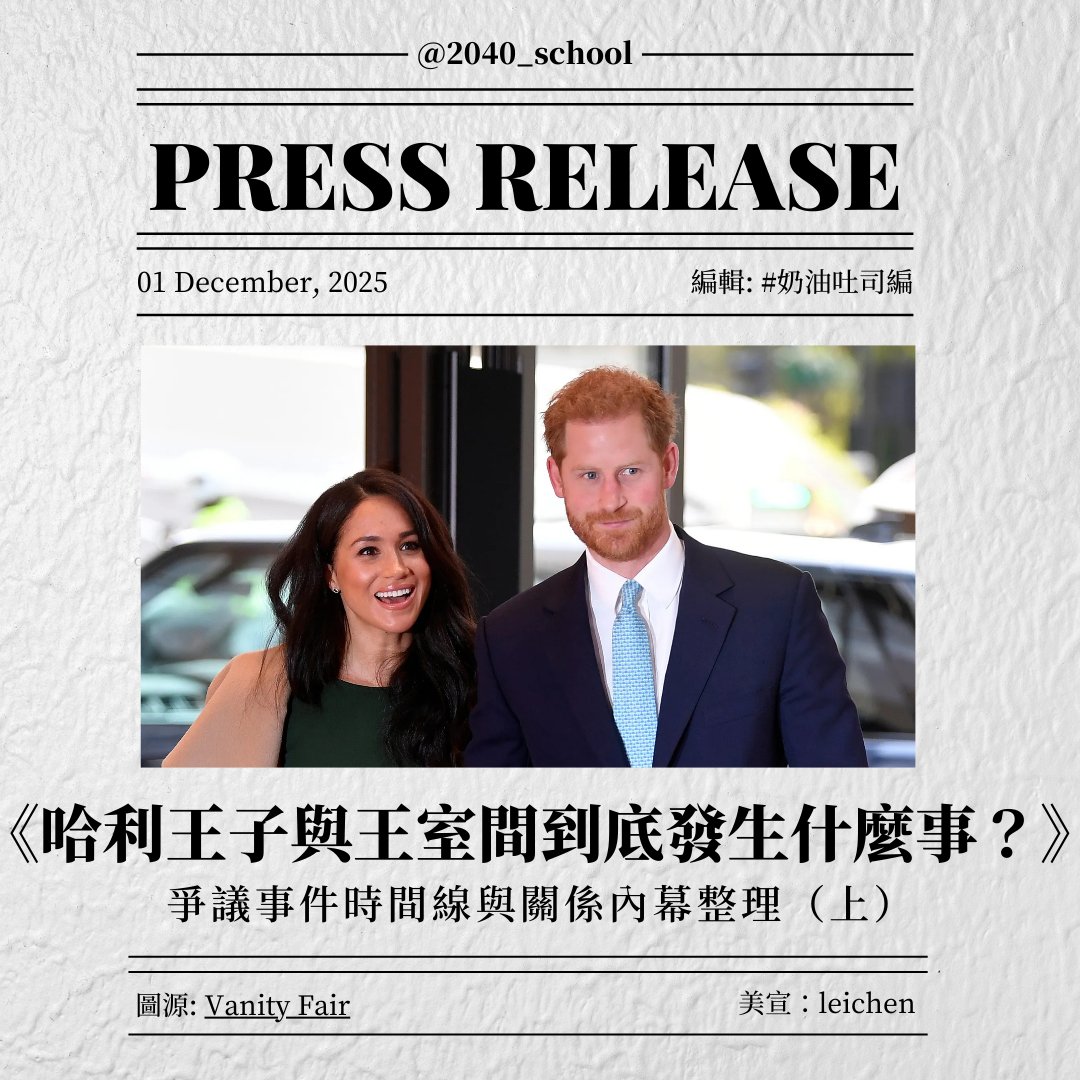 @2040_school
PRESS RELEASE
01 December, 2025
編輯: #奶油吐司編
《哈利王子與王室間到底發生什麼事？》
爭議事件時間線與關係內幕整理（上）
圖源: Vanity Fair
美宣：leichen